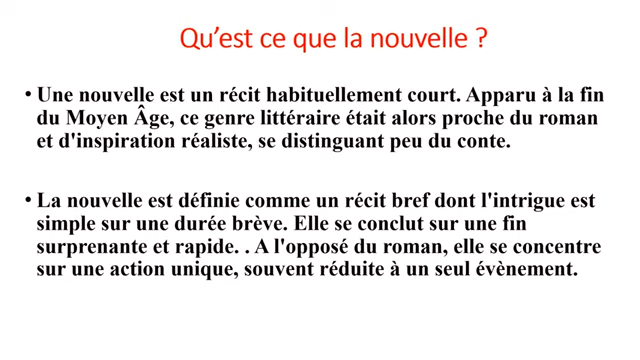 Qu’est ce que la nouvelle ?
• Une nouvelle est un récit habituellement court. Apparu à la fin
du Moyen Âge, ce genre littéraire était alors proche du roman
et d'inspiration réaliste, se distinguant peu du conte.
• La nouvelle est définie comme un récit bref dont l'intrigue est
simple sur une durée brève. Elle se conclut sur une fin
surprenante et rapide. . A l'opposé du roman, elle se concentre
sur une action unique, souvent réduite à un seul évènement.